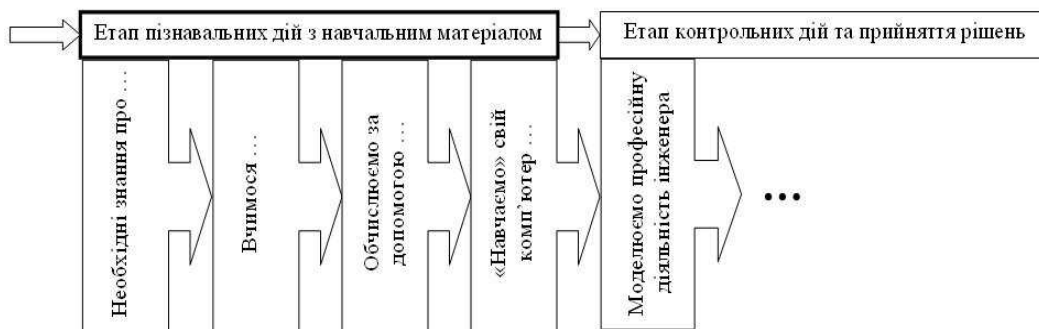 Етап пізнавальних дій з навчальним матеріалом
Етап контрольних дій та прийняття рішень
Необхідні знання про …
Вчимося …
Обчислюємо за
допомогою …
«Навчаємо» свій
комп`ютер …
Моделюємо професійну
діяльність інженера
…